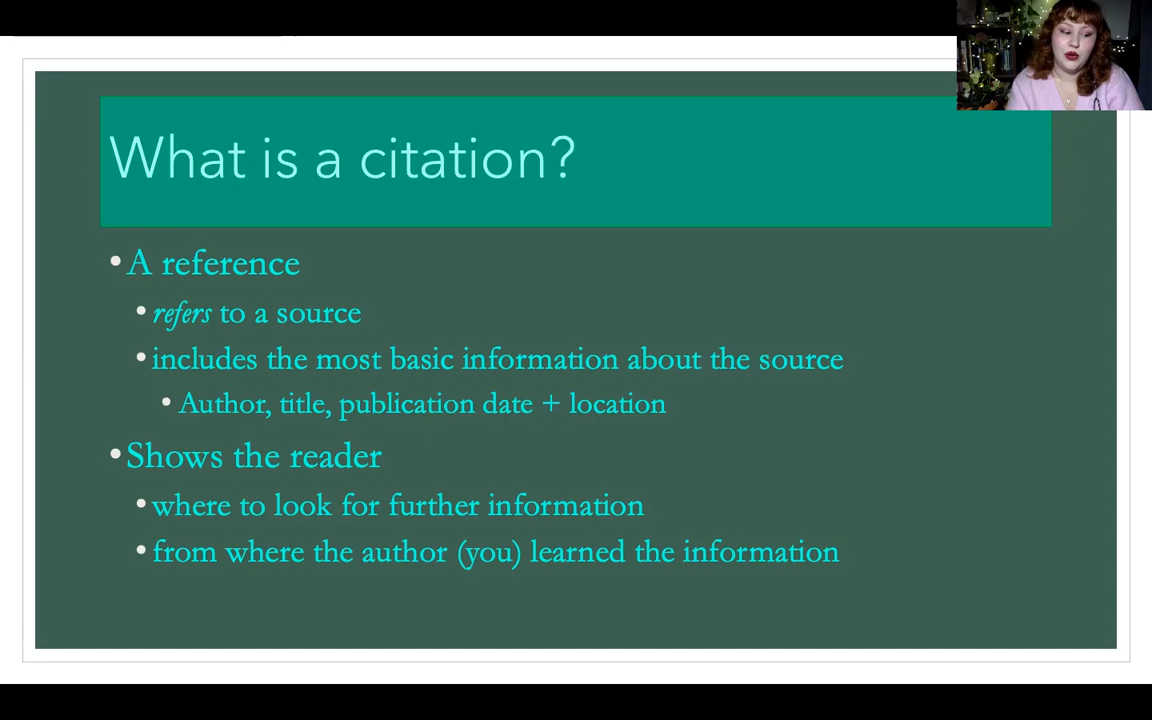 What is a citation?
•A reference
•refers to a source
•includes the most basic information about the source
•Author, title, publication date + location
•Shows the reader
•where to look for further information
•from where the author (you) learned the information